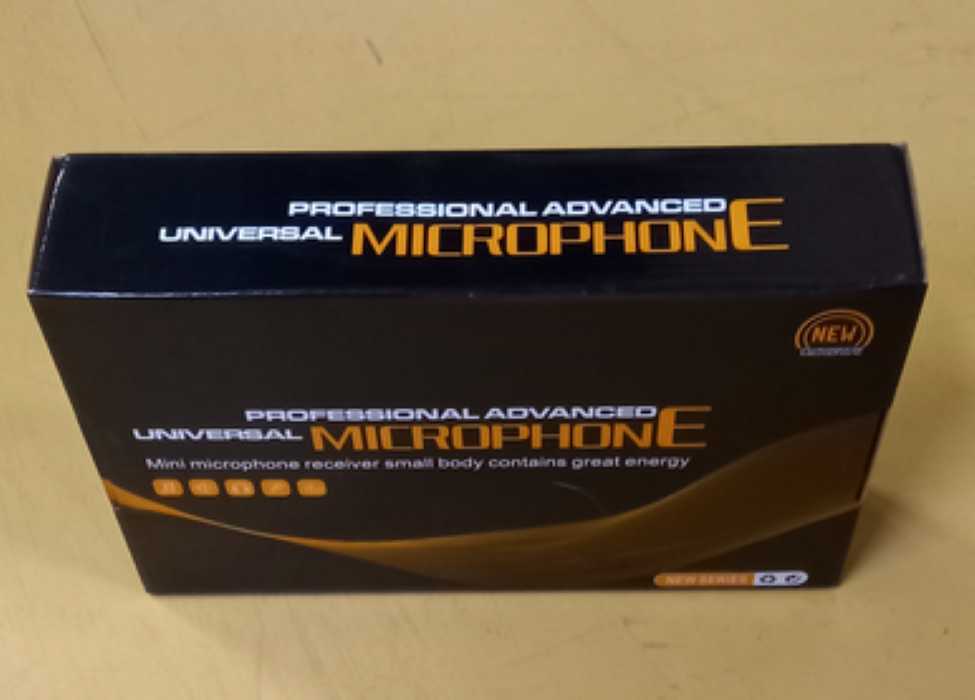 PROFESSIONAL ADVANCED
UNIVERSAL MICROPHONE
NEW
PROFESSIONAL ADVANCED
UNIVERSAL MICROPHONE
Mini microphone receiver small body contains great energy
NEW SERIES